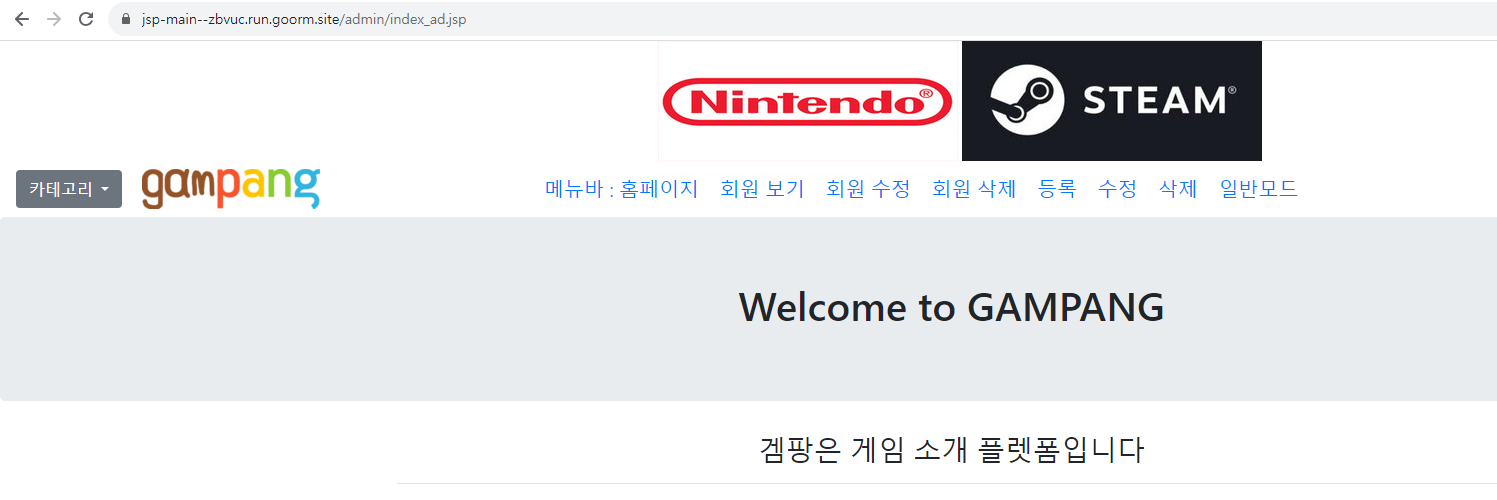 jsp-main--zbvuc.run.goorm.site/admin/index_ad.jsp
Nintendo® STEAM®
카테고리 gampang 메뉴바 : 홈페이지 회원 보기 회원 수정 회원 삭제 등록 수정 삭제 일반모드
Welcome to GAMPANG
겜팡은 게임 소개 플렛폼입니다